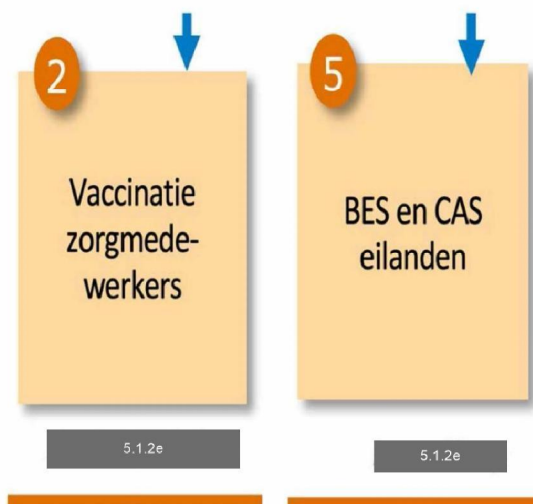 2
Vaccinatie
zorgmede-
werkers
5.1.2e
5
BES en CAS
eilanden
5.1.2e